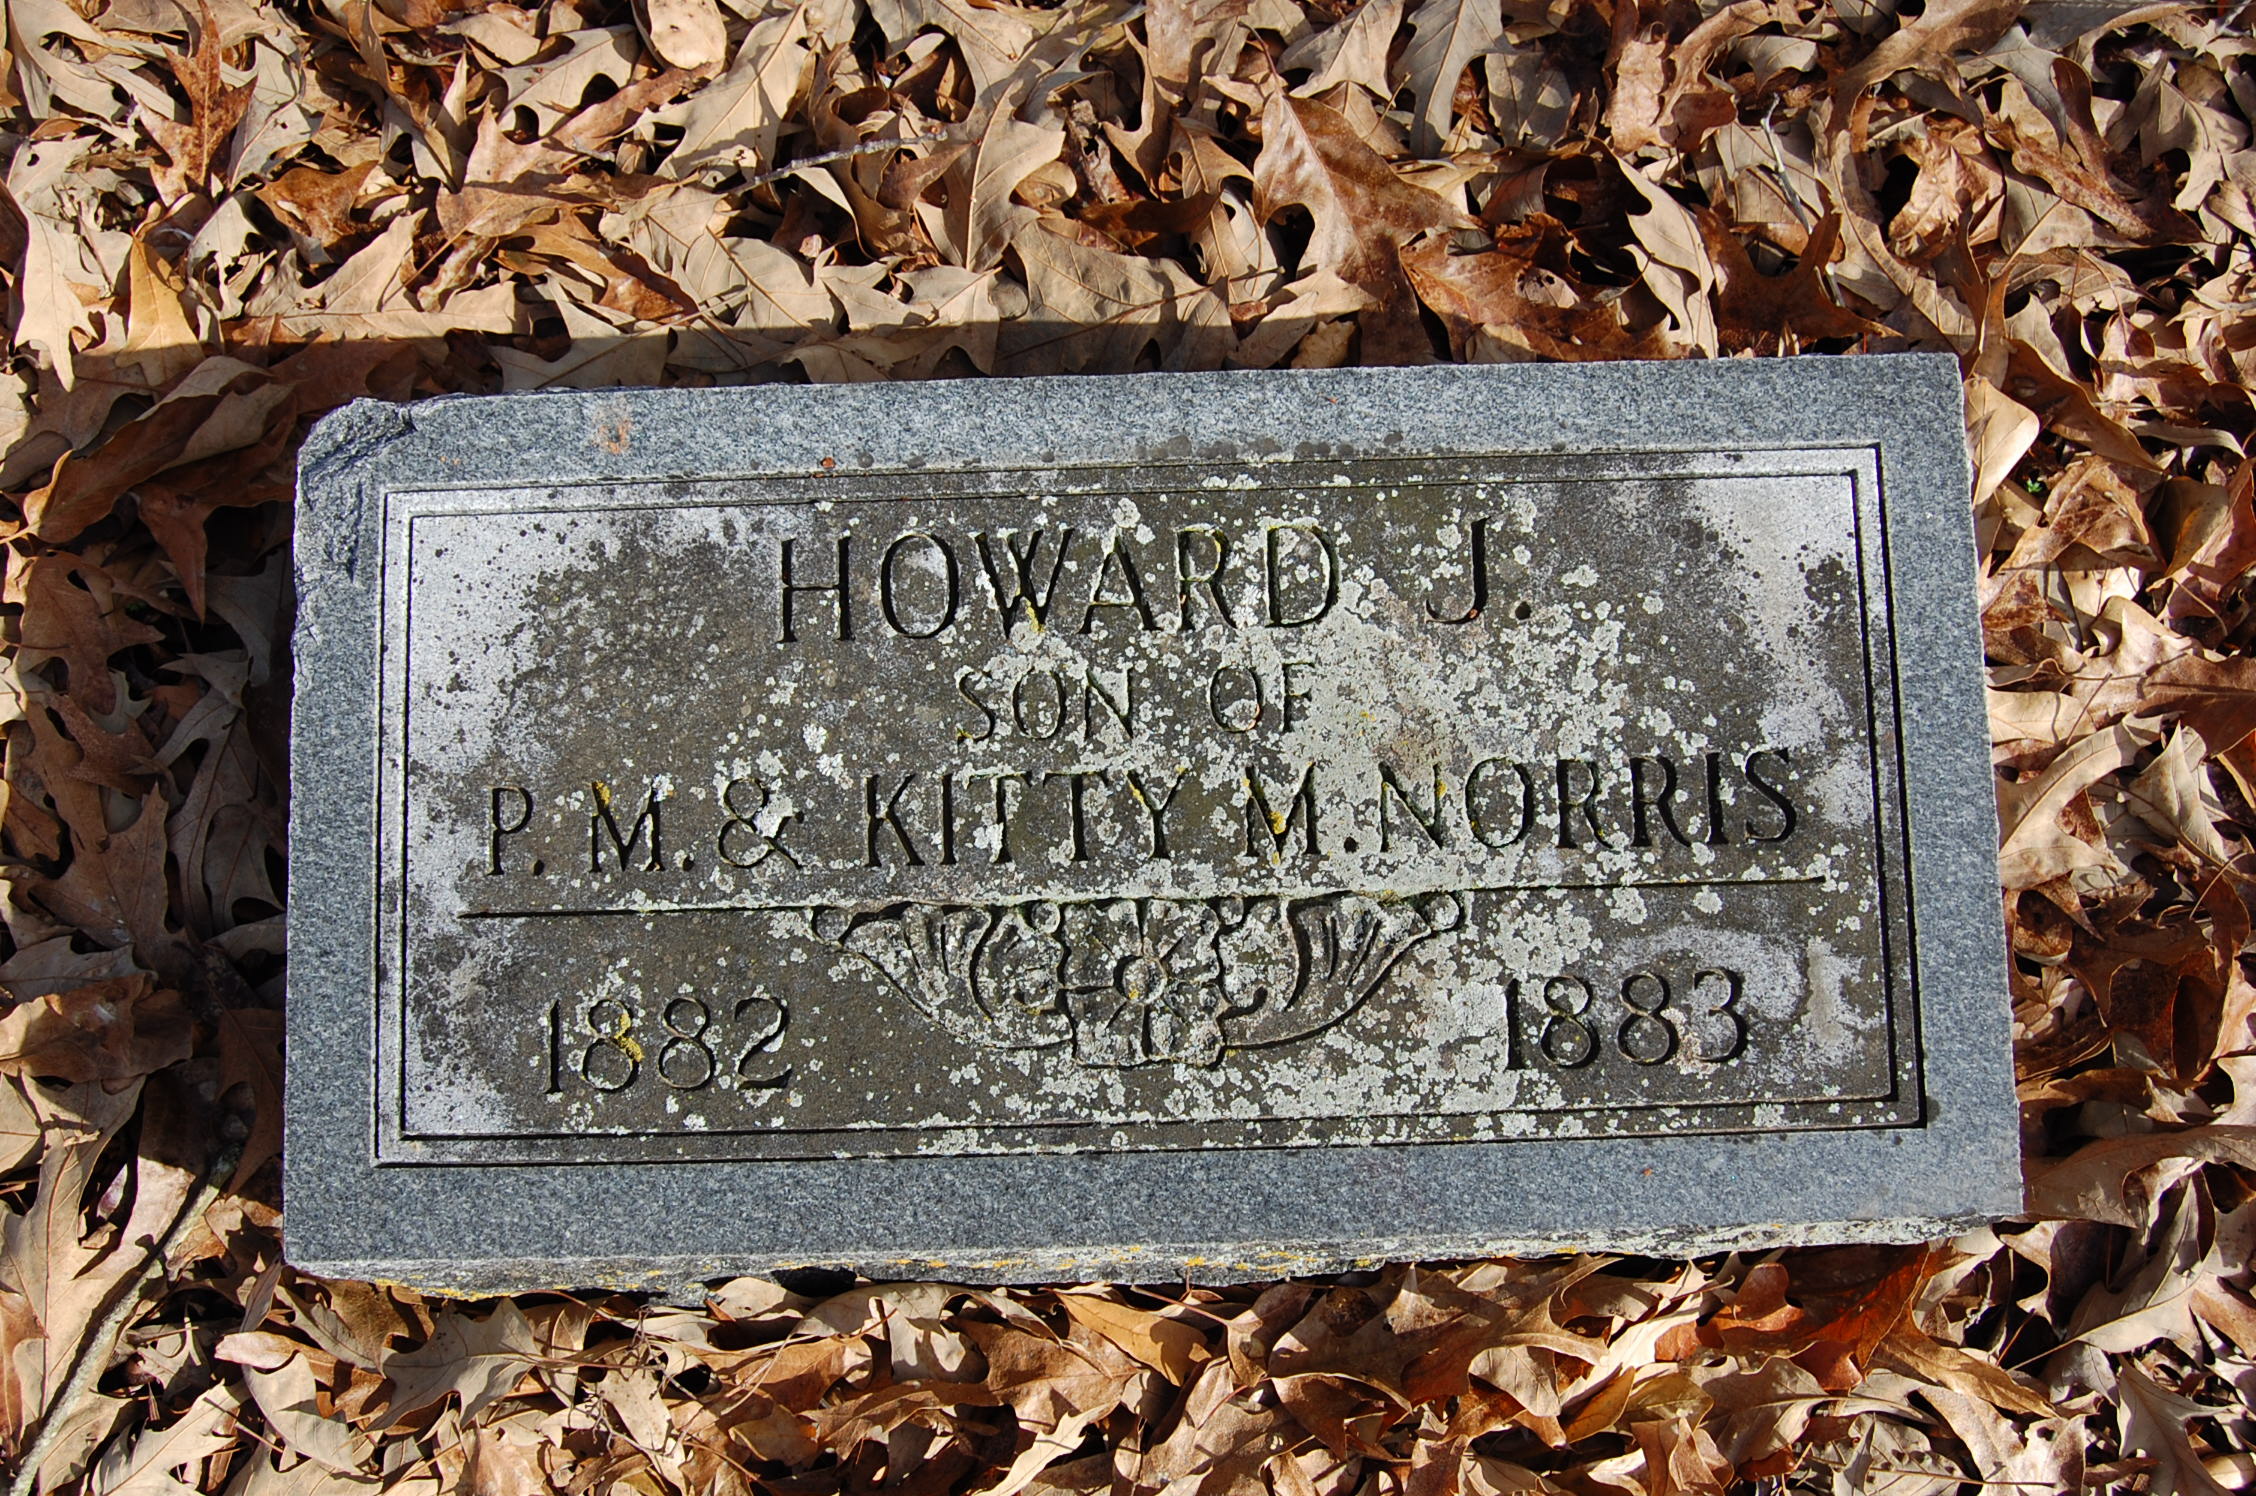 HOWARD J.
SON OF
P. M. & KITTY M. NORRIS
1882 1883